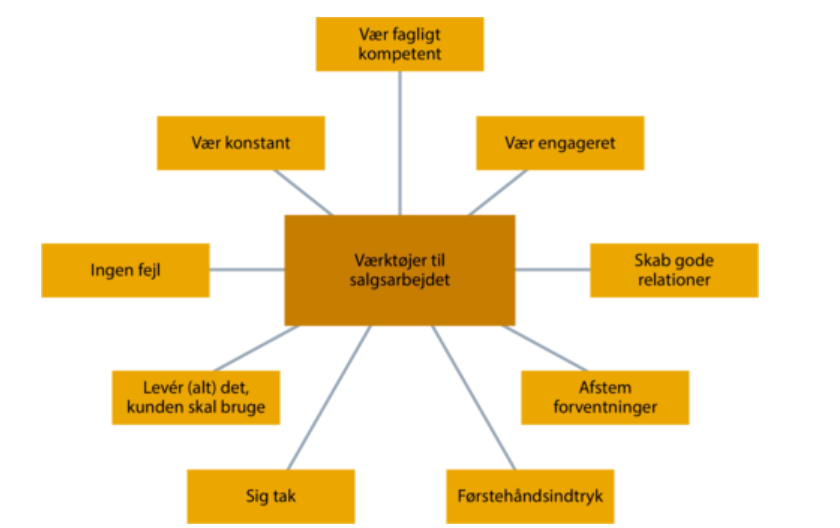 Vær fagligt
kompetent
Vær konstant
Vær engageret
Værktøjer til
salgsarbejdet
Ingen fejl
Skab gode
relationer
Levér (alt) det,
kunden skal bruge
Afstem
forventninger
Sig tak
Førstehåndsindtryk